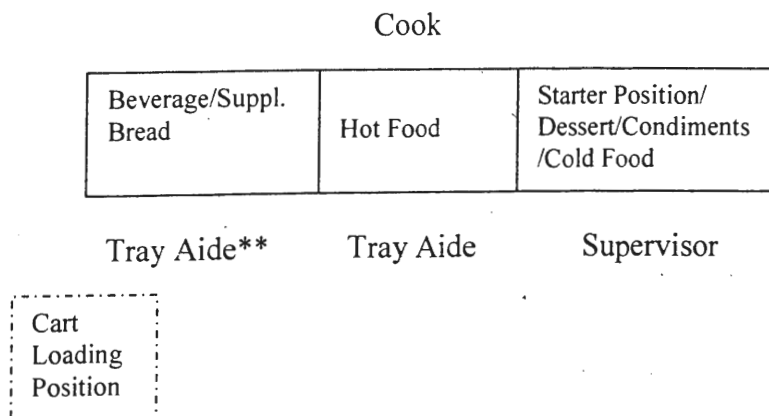 Cook
Beverage/Suppl.
Bread
Hot Food
Starter Position/
Dessert/Condiments
/Cold Food
Tray Aide**
Tray Aide
Supervisor
Cart
Loading
Position